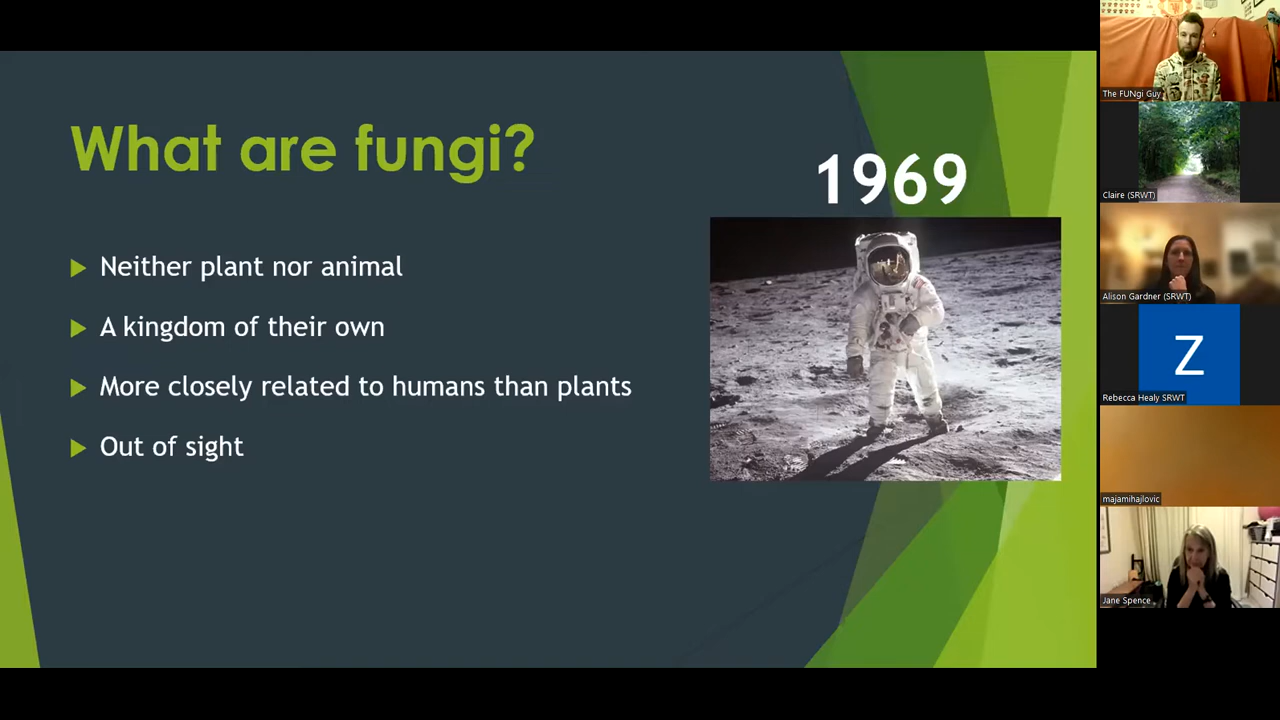 What are fungi?
1969
Neither plant nor animal
A kingdom of their own
More closely related to humans than plants
Out of sight
The FUNgi Guy
Claire (SRWT)
Alison Gardner (SRWT)
Z
Rebecca Healy SRWT
majamihajlovic
Jane Spence